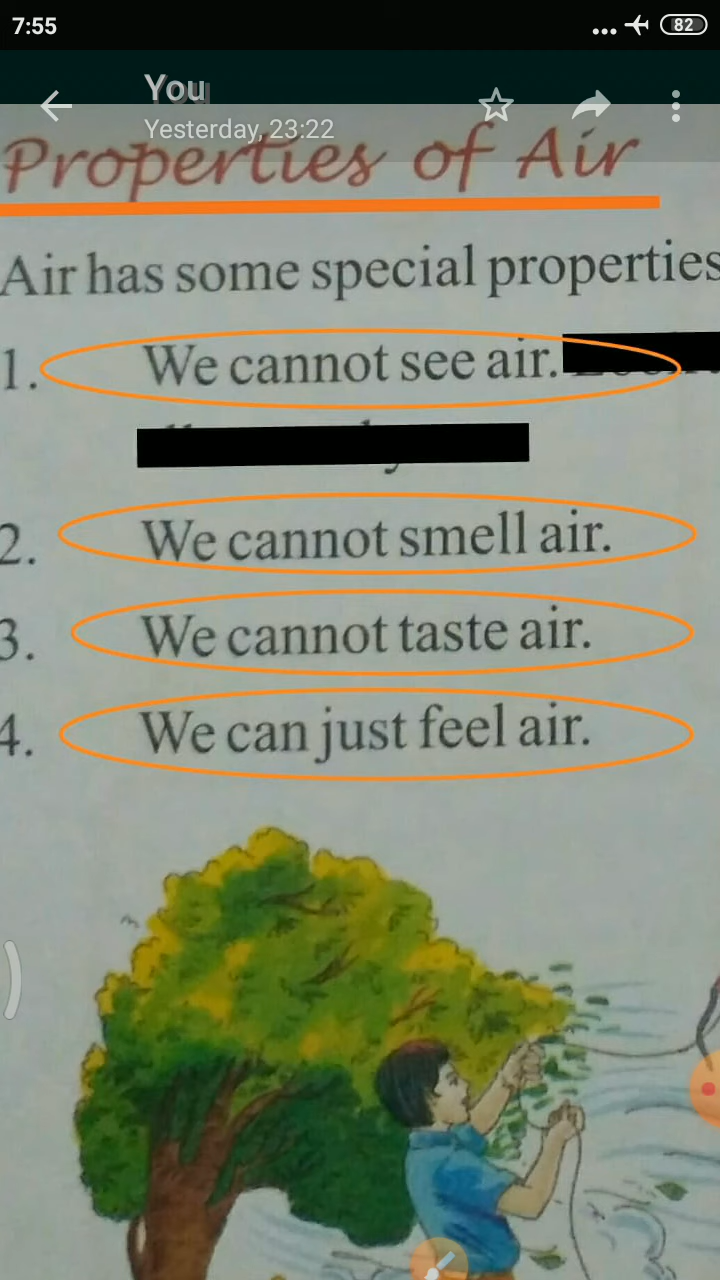 7:55
82
You
Yesterday, 23:22
Properties of Air
Air has some special properties
1. We cannot see air.
2. We cannot smell air.
3. We cannot taste air.
4. We can just feel air.